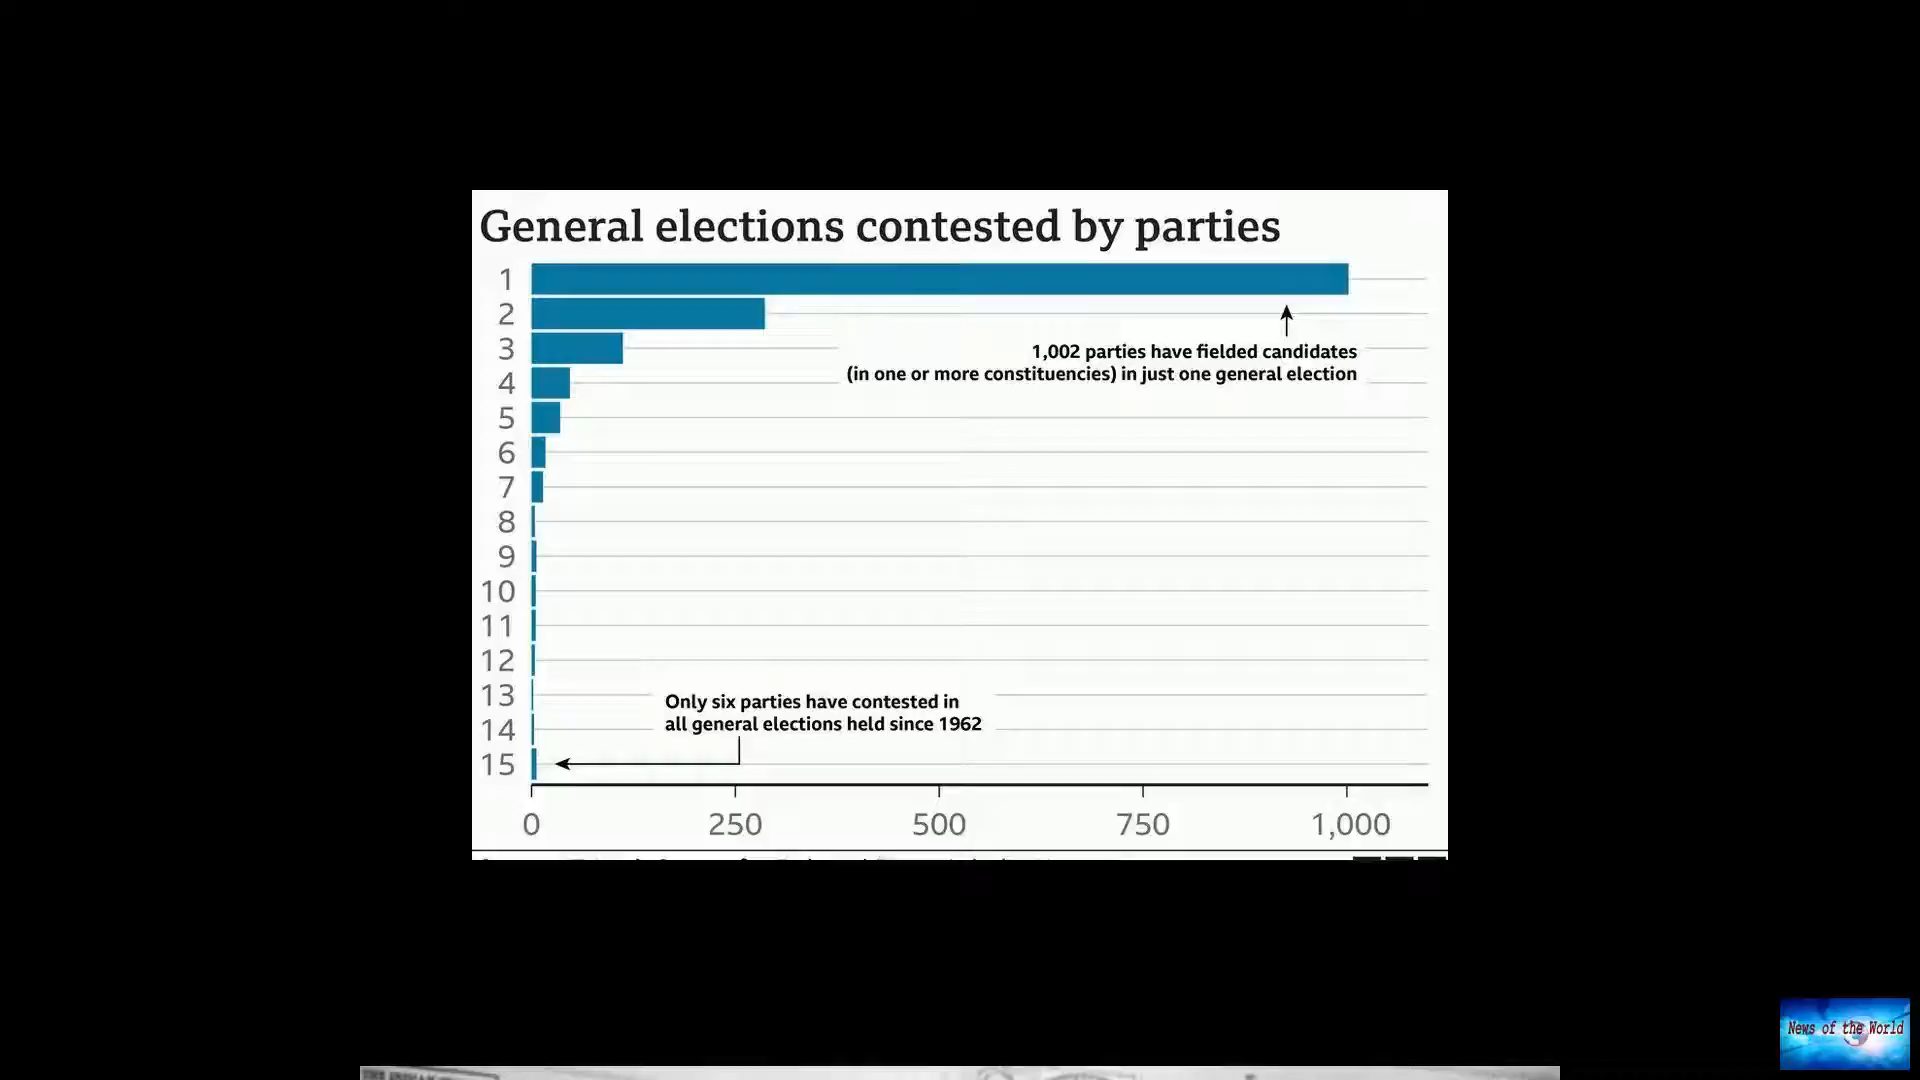 General elections contested by parties
1
2
3
4
5
6
7
8
9
10
11
12
13
14
15
1,002 parties have fielded candidates
(in one or more constituencies) in just one general election
Only six parties have contested in
all general elections held since 1962
0 250 500 750 1,000
News of the World